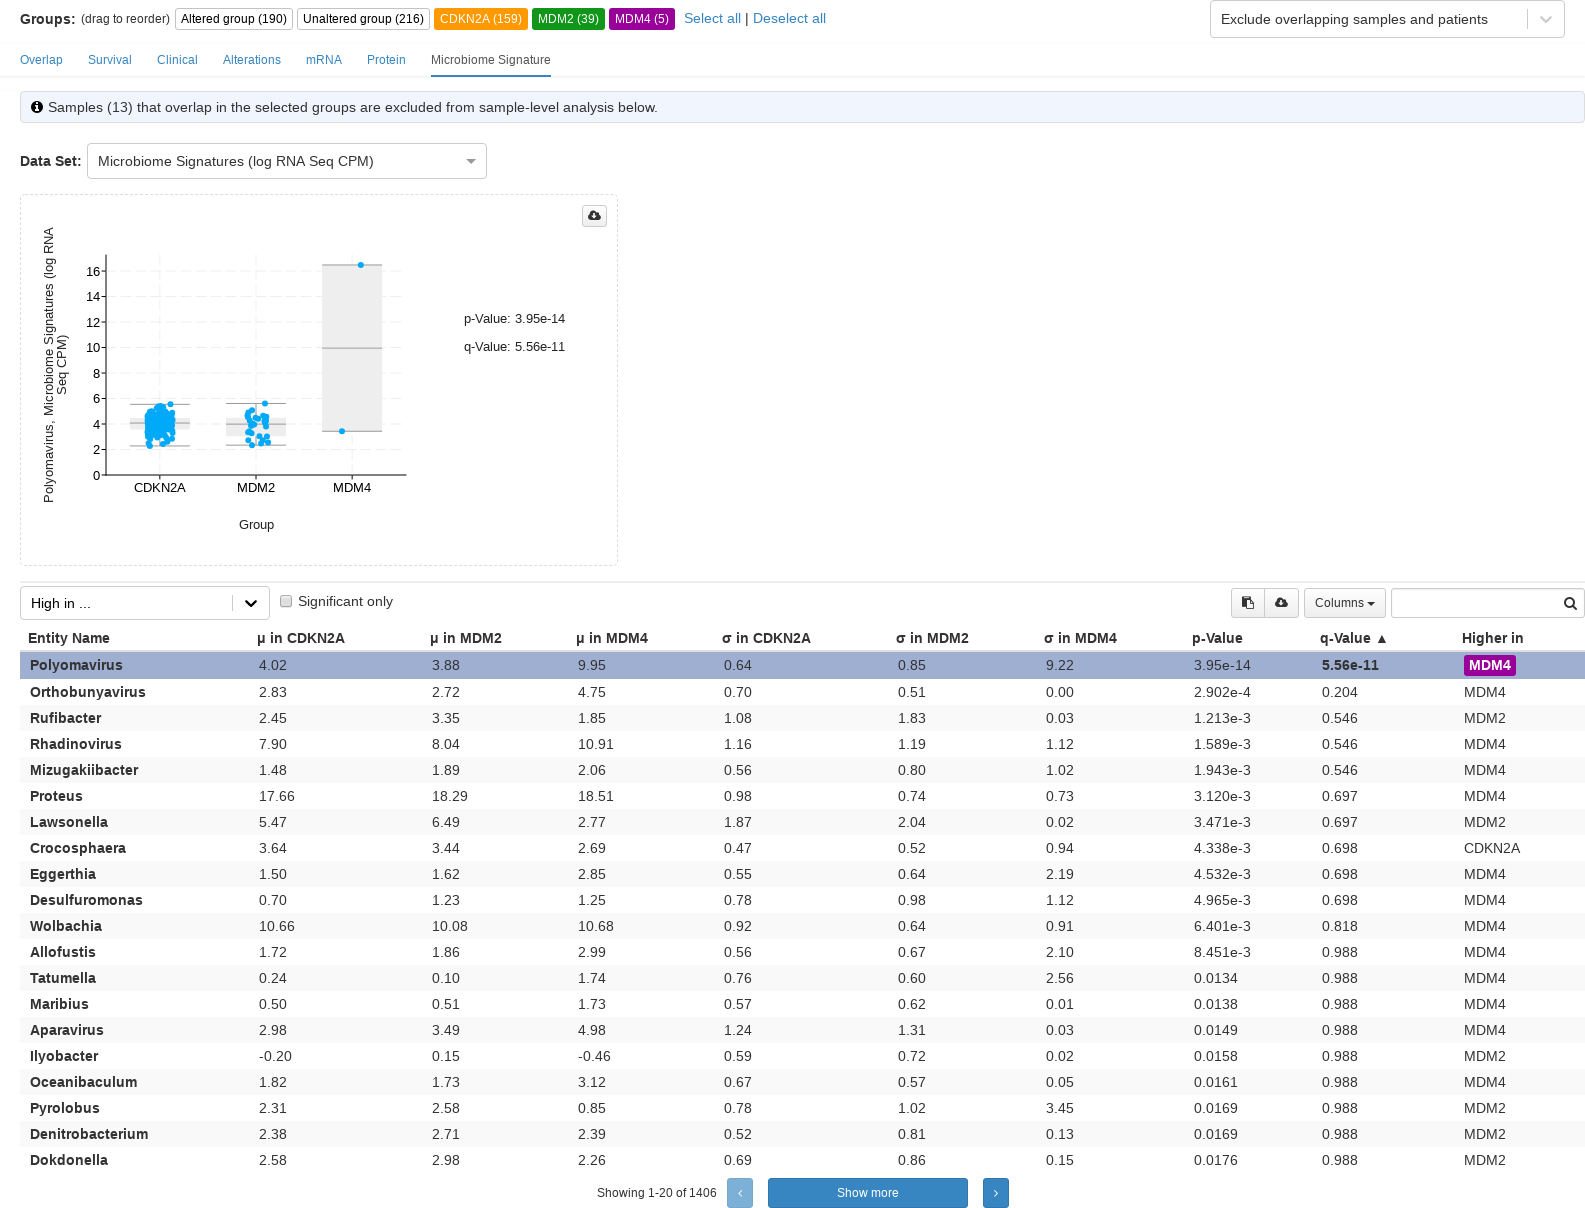 Groups: (drag to reorder) Altered group (190) Unaltered group (216) CDKN2A (159) MDM2 (39) MDM4 (5) Select all | Deselect all Exclude overlapping samples and patients
Overlap Survival Clinical Alterations mRNA Protein Microbiome Signature
Samples (13) that overlap in the selected groups are excluded from sample-level analysis below.
Data Set: Microbiome Signatures (log RNA Seq CPM)
Polyomavirus, Microbiome Signatures (log RNA
Seq CPM)
16
14
12
10
8
6
4
2
0
CDKN2A MDM2 MDM4
Group
p-Value: 3.95e-14
q-Value: 5.56e-11
High in ... Significant only Columns
Entity Name μ in CDKN2A μ in MDM2 μ in MDM4 σ in CDKN2A σ in MDM2 σ in MDM4 p-Value q-Value ▲ Higher in
Polyomavirus 4.02 3.88 9.95 0.64 0.85 9.22 3.95e-14 5.56e-11 MDM4
Orthobunyavirus 2.83 2.72 4.75 0.70 0.51 0.00 2.902e-4 0.204 MDM4
Rufibacter 2.45 3.35 1.85 1.08 1.83 0.03 1.213e-3 0.546 MDM2
Rhadinovirus 7.90 8.04 10.91 1.16 1.19 1.12 1.589e-3 0.546 MDM4
Mizugakiibacter 1.48 1.89 2.06 0.56 0.80 1.02 1.943e-3 0.546 MDM4
Proteus 17.66 18.29 18.51 0.98 0.74 0.73 3.120e-3 0.697 MDM4
Lawsonella 5.47 6.49 2.77 1.87 2.04 0.02 3.471e-3 0.697 MDM2
Crocosphaera 3.64 3.44 2.69 0.47 0.52 0.94 4.338e-3 0.698 CDKN2A
Eggerthia 1.50 1.62 2.85 0.55 0.64 2.19 4.532e-3 0.698 MDM4
Desulfuromonas 0.70 1.23 1.25 0.78 0.98 1.12 4.965e-3 0.698 MDM4
Wolbachia 10.66 10.08 10.68 0.92 0.64 0.91 6.401e-3 0.818 MDM4
Allofustis 1.72 1.86 2.99 0.56 0.67 2.10 8.451e-3 0.988 MDM4
Tatumella 0.24 0.10 1.74 0.76 0.60 2.56 0.0134 0.988 MDM4
Maribius 0.50 0.51 1.73 0.57 0.62 0.01 0.0138 0.988 MDM4
Aparavirus 2.98 3.49 4.98 1.24 1.31 0.03 0.0149 0.988 MDM4
Ilyobacter -0.20 0.15 -0.46 0.59 0.72 0.02 0.0158 0.988 MDM2
Oceanibaculum 1.82 1.73 3.12 0.67 0.57 0.05 0.0161 0.988 MDM4
Pyrolobus 2.31 2.58 0.85 0.78 1.02 3.45 0.0169 0.988 MDM2
Denitrobacterium 2.38 2.71 2.39 0.52 0.81 0.13 0.0169 0.988 MDM2
Dokdonella 2.58 2.98 2.26 0.69 0.86 0.15 0.0176 0.988 MDM2
Showing 1-20 of 1406 ‹ Show more ›